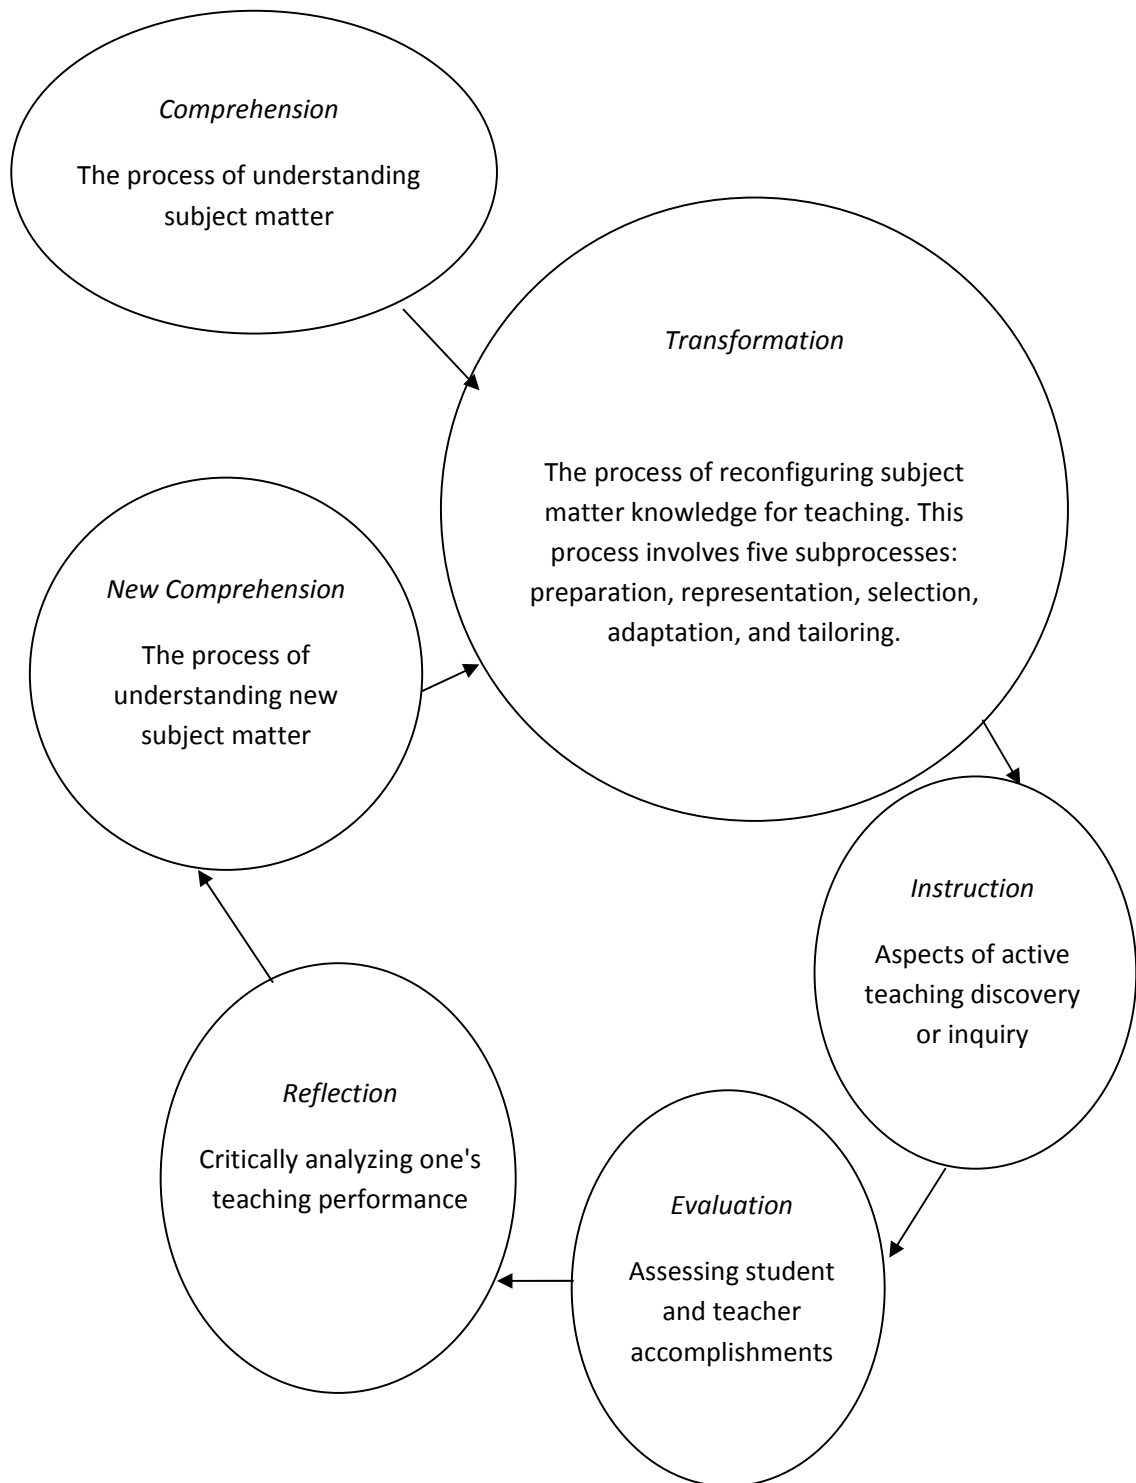 Comprehension
The process of understanding
subject matter
Transformation
The process of reconfiguring subject
matter knowledge for teaching. This
process involves five subprocesses:
preparation, representation, selection,
adaptation, and tailoring.
New Comprehension
The process of
understanding new
subject matter
Instruction
Aspects of active
teaching discovery
or inquiry
Reflection
Critically analyzing one's
teaching performance
Evaluation
Assessing student
and teacher
accomplishments